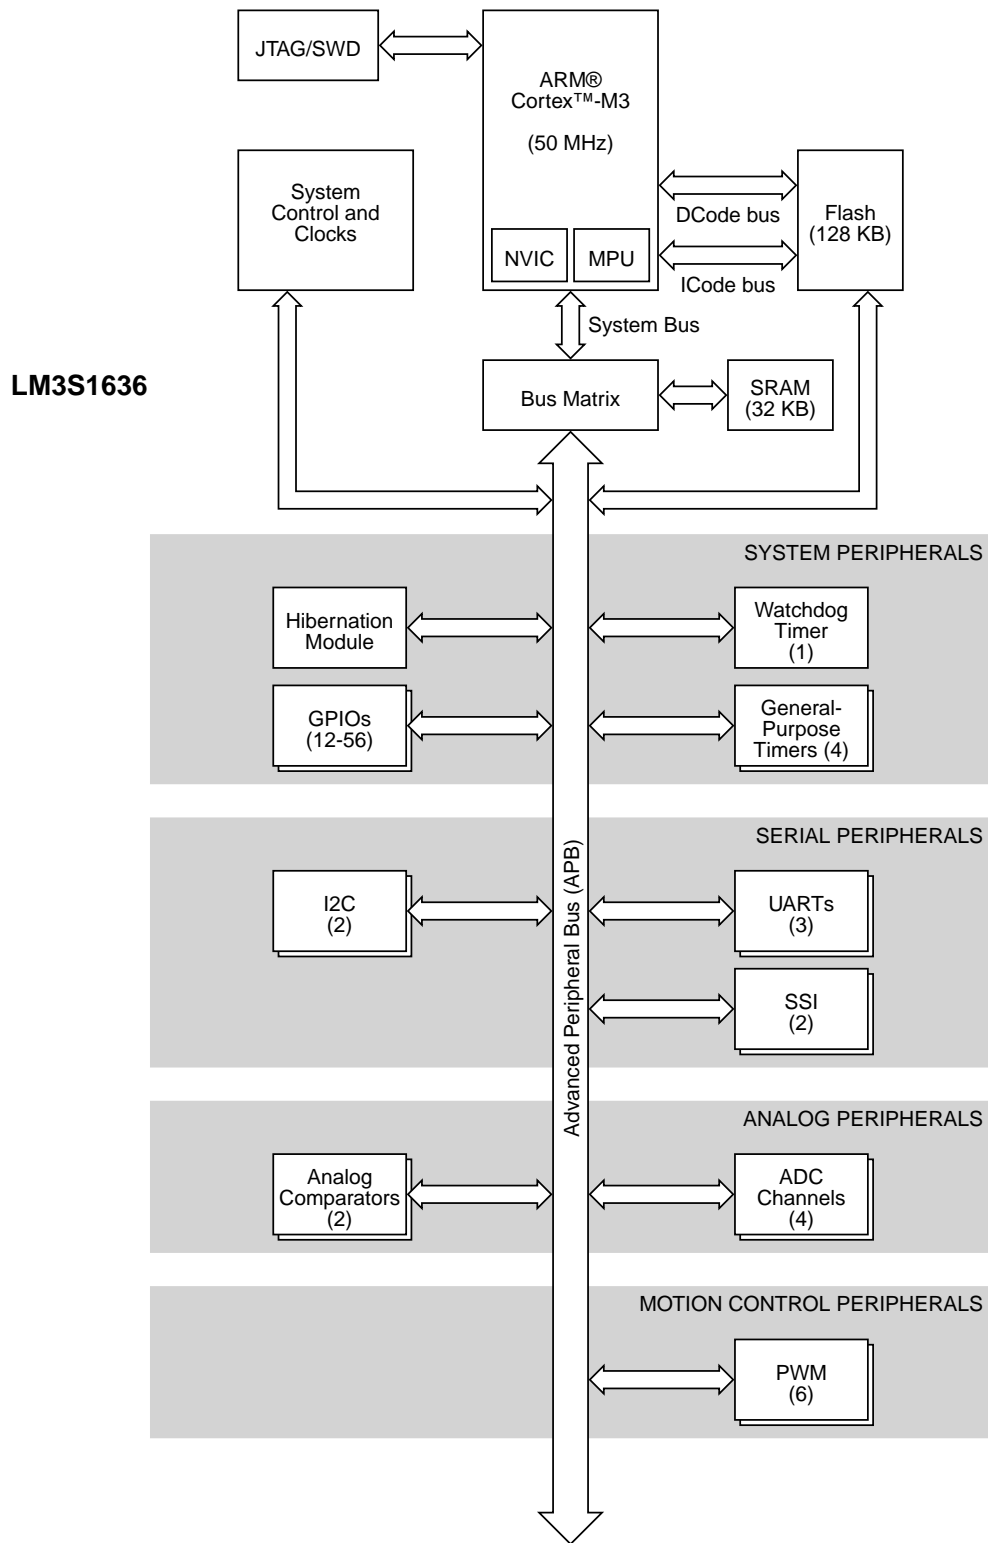 JTAG/SWD
ARM®
Cortex™-M3
(50 MHz)
System
Control and
Clocks
DCode bus
Flash
(128 KB)
NVIC
MPU
ICode bus
System Bus
LM3S1636
Bus Matrix
SRAM
(32 KB)
SYSTEM PERIPHERALS
Hibernation
Module
Watchdog
Timer
(1)
GPIOs
(12-56)
General-
Purpose
Timers (4)
Advanced Peripheral Bus (APB)
SERIAL PERIPHERALS
I2C
(2)
UARTs
(3)
SSI
(2)
ANALOG PERIPHERALS
Analog
Comparators
(2)
ADC
Channels
(4)
MOTION CONTROL PERIPHERALS
PWM
(6)